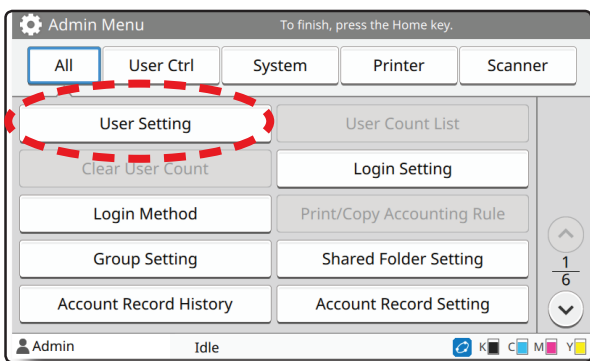 Admin Menu To finish, press the Home key.
All User Ctrl System Printer Scanner
User Setting User Count List
Clear User Count Login Setting
Login Method Print/Copy Accounting Rule
Group Setting Shared Folder Setting
1
6
Account Record History Account Record Setting
Admin Idle K C M Y